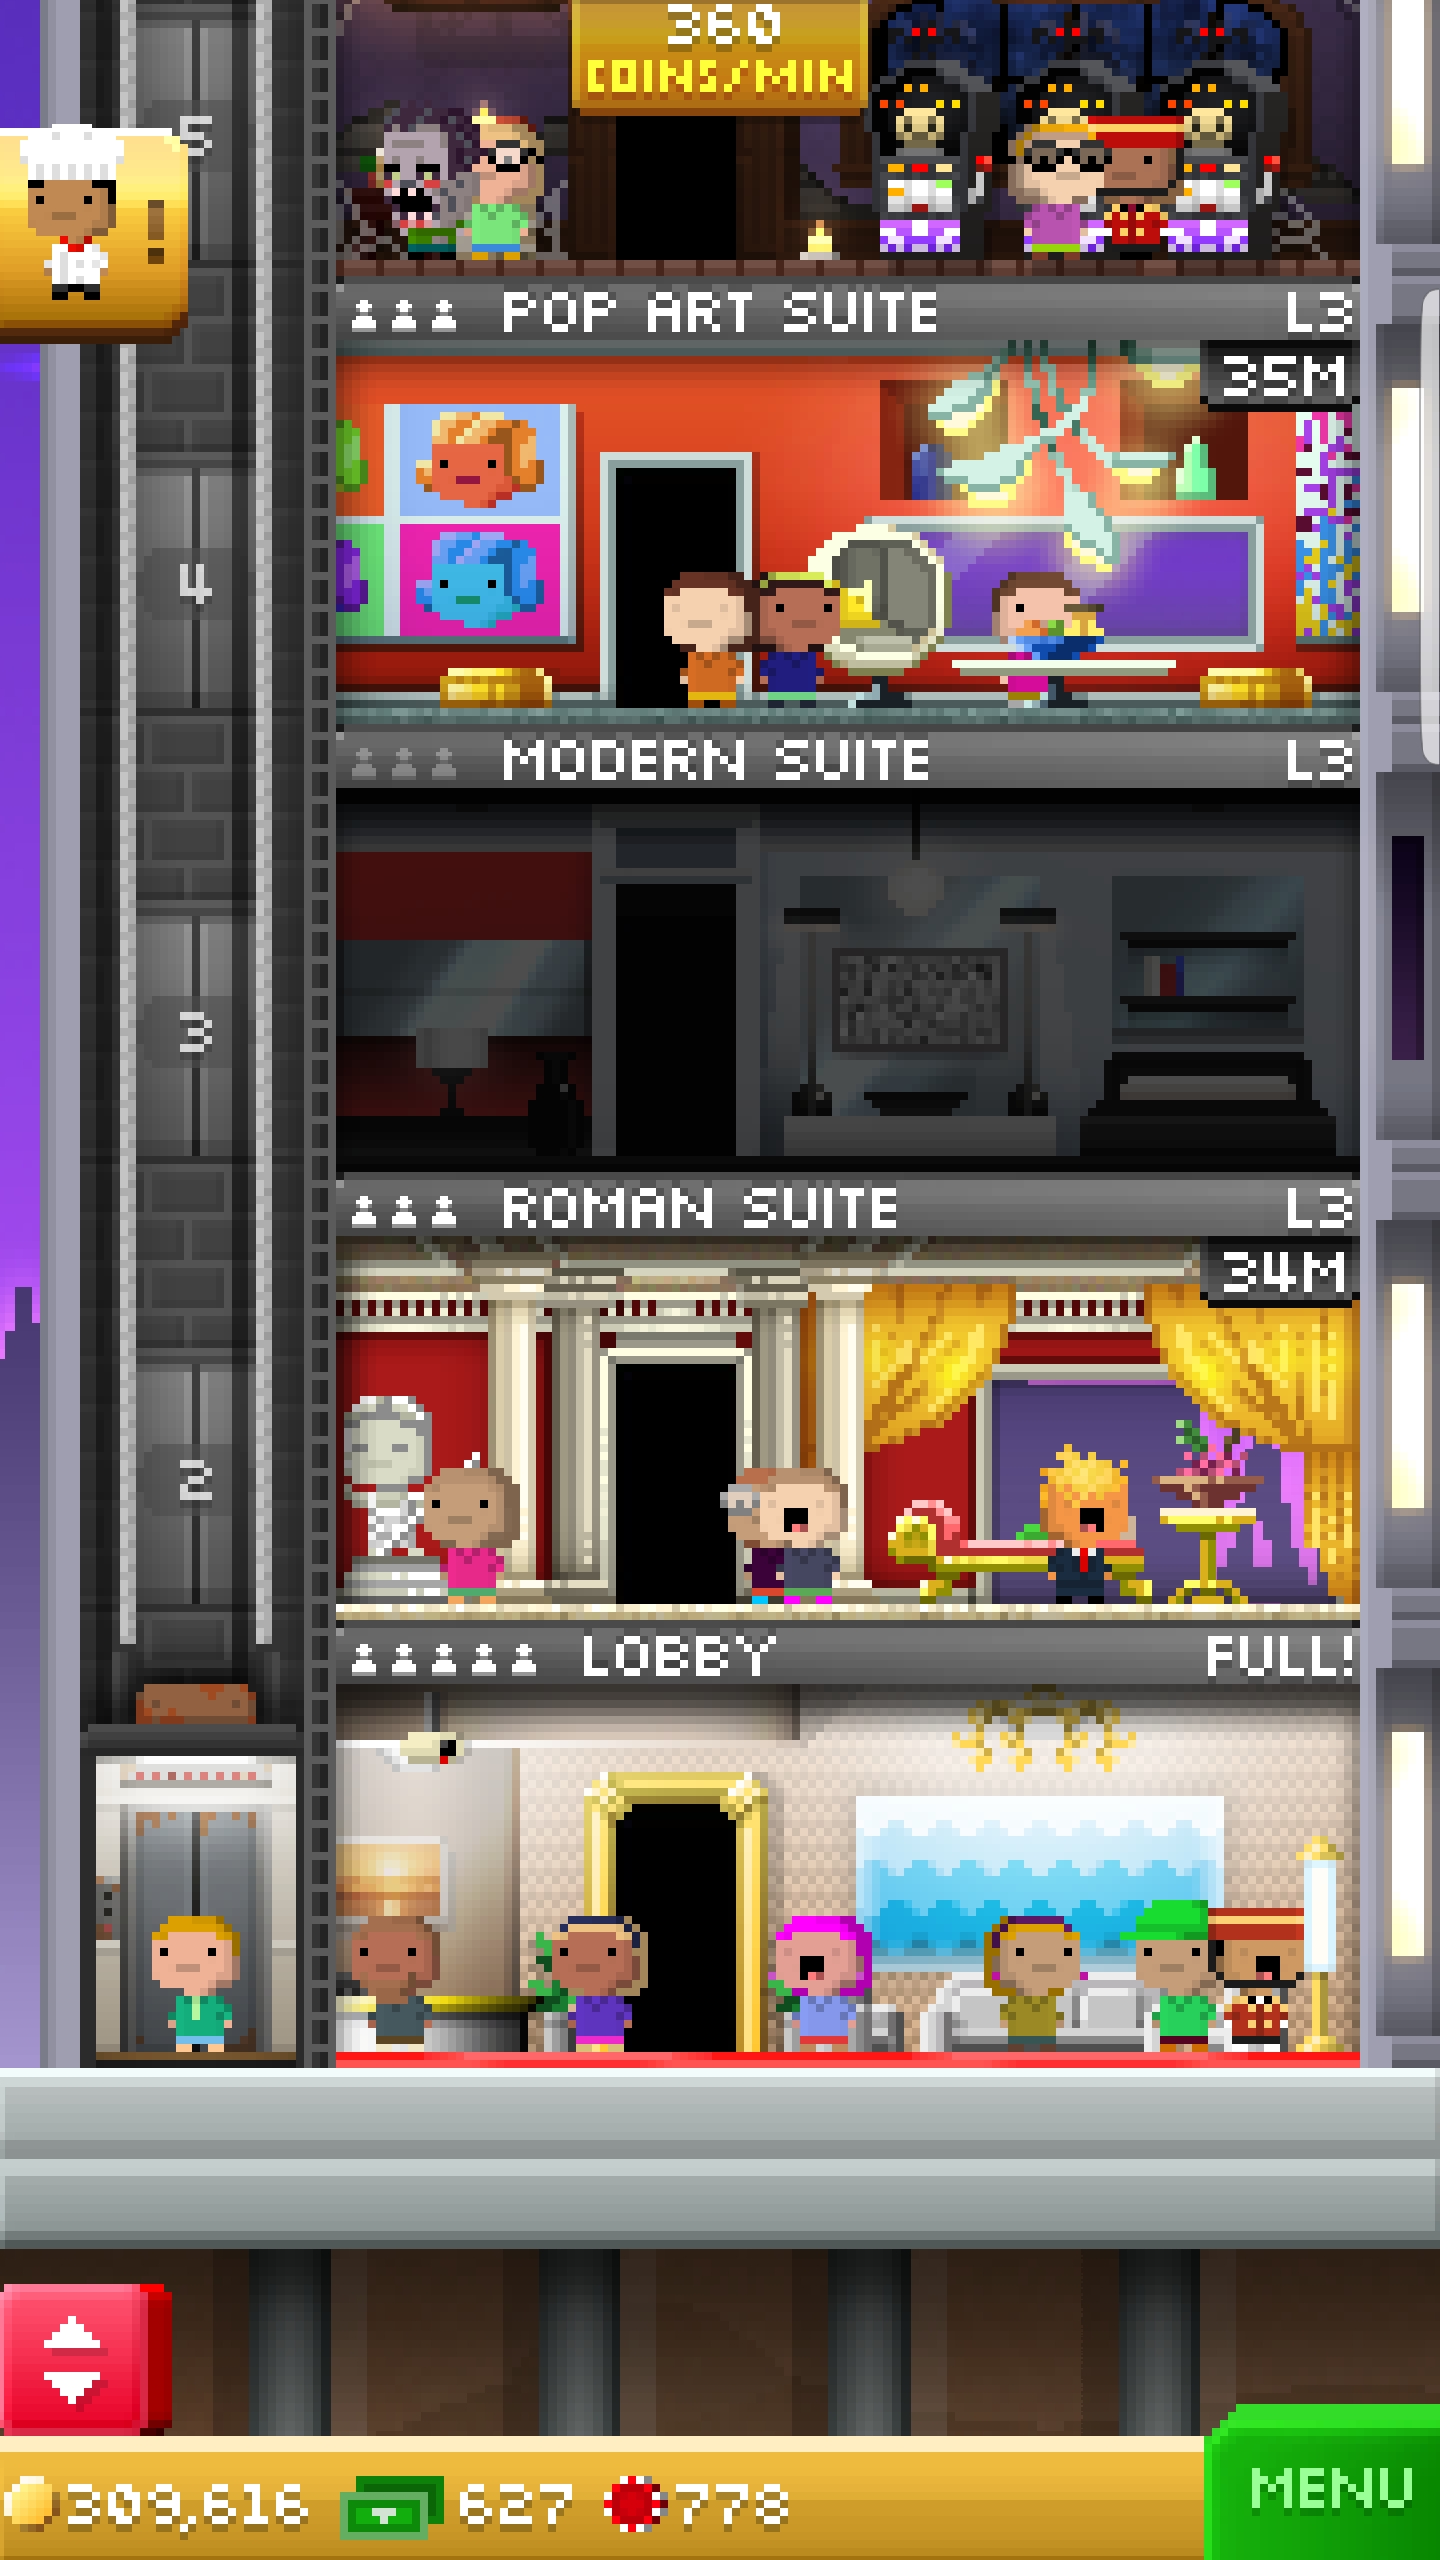 360
COINS/MIN
5
!
POP ART SUITE L3
35M
4
MODERN SUITE L3
3
ROMAN SUITE L3
34M
2
LOBBY FULL!
309,616 627 778
MENU